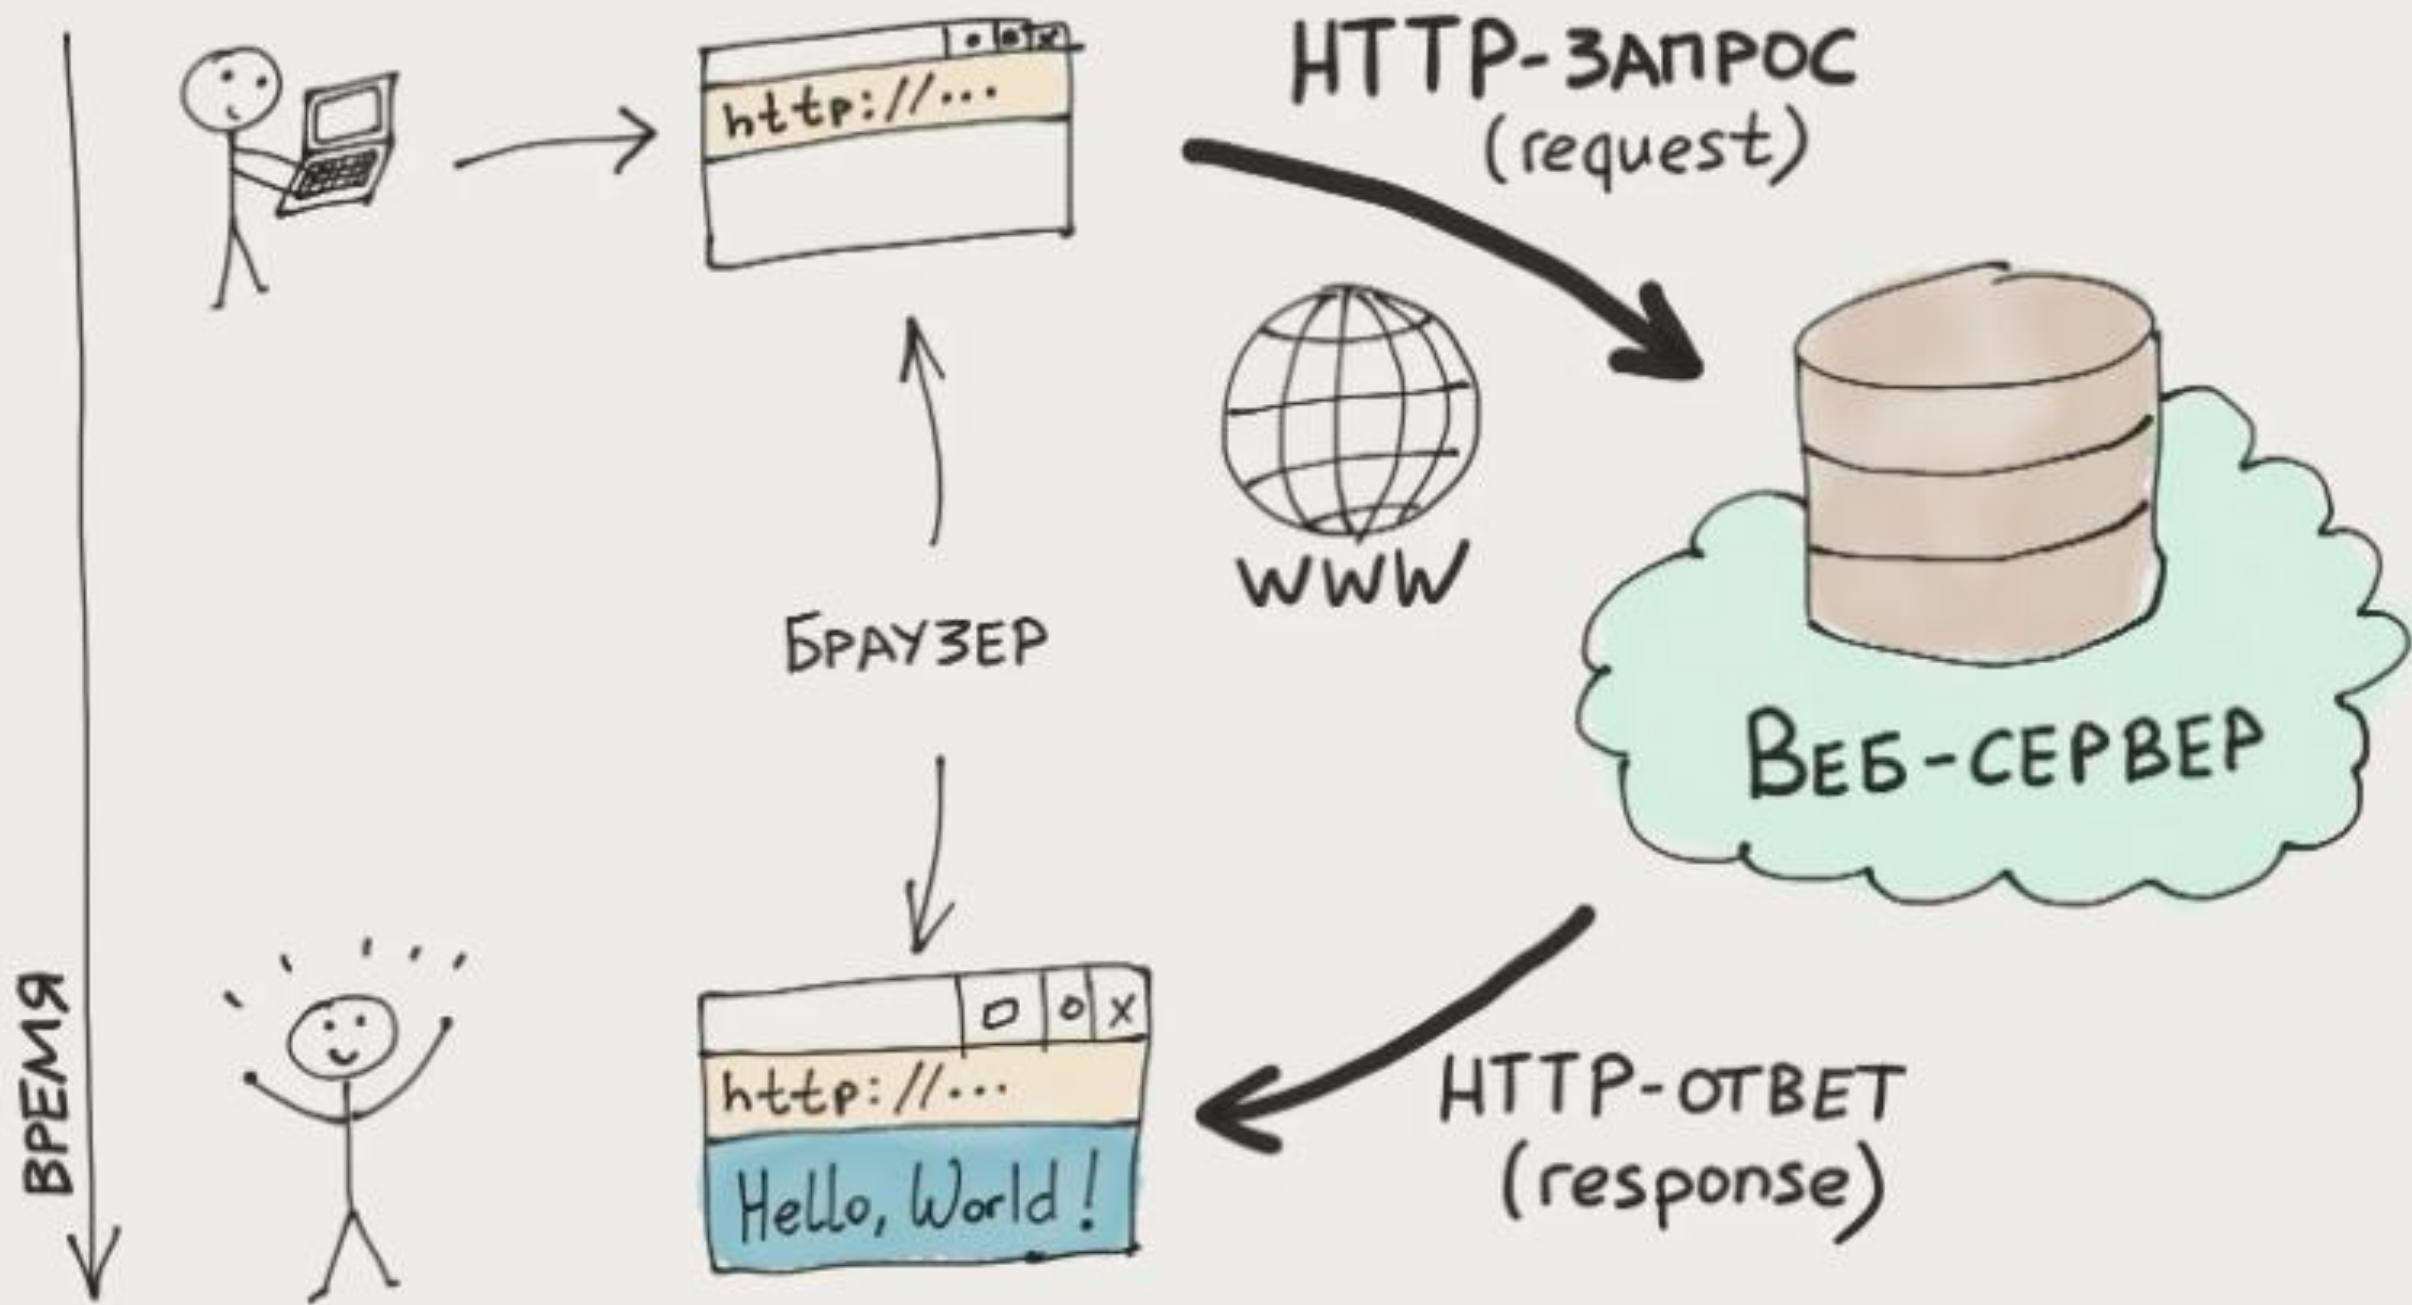 http://...
HTTP-ЗАПРОС
(request)
WWW
БРАУЗЕР
ВЕБ-СЕРВЕР
ВРЕМЯ
http://...
Hello, World!
HTTP-ОТВЕТ
(response)